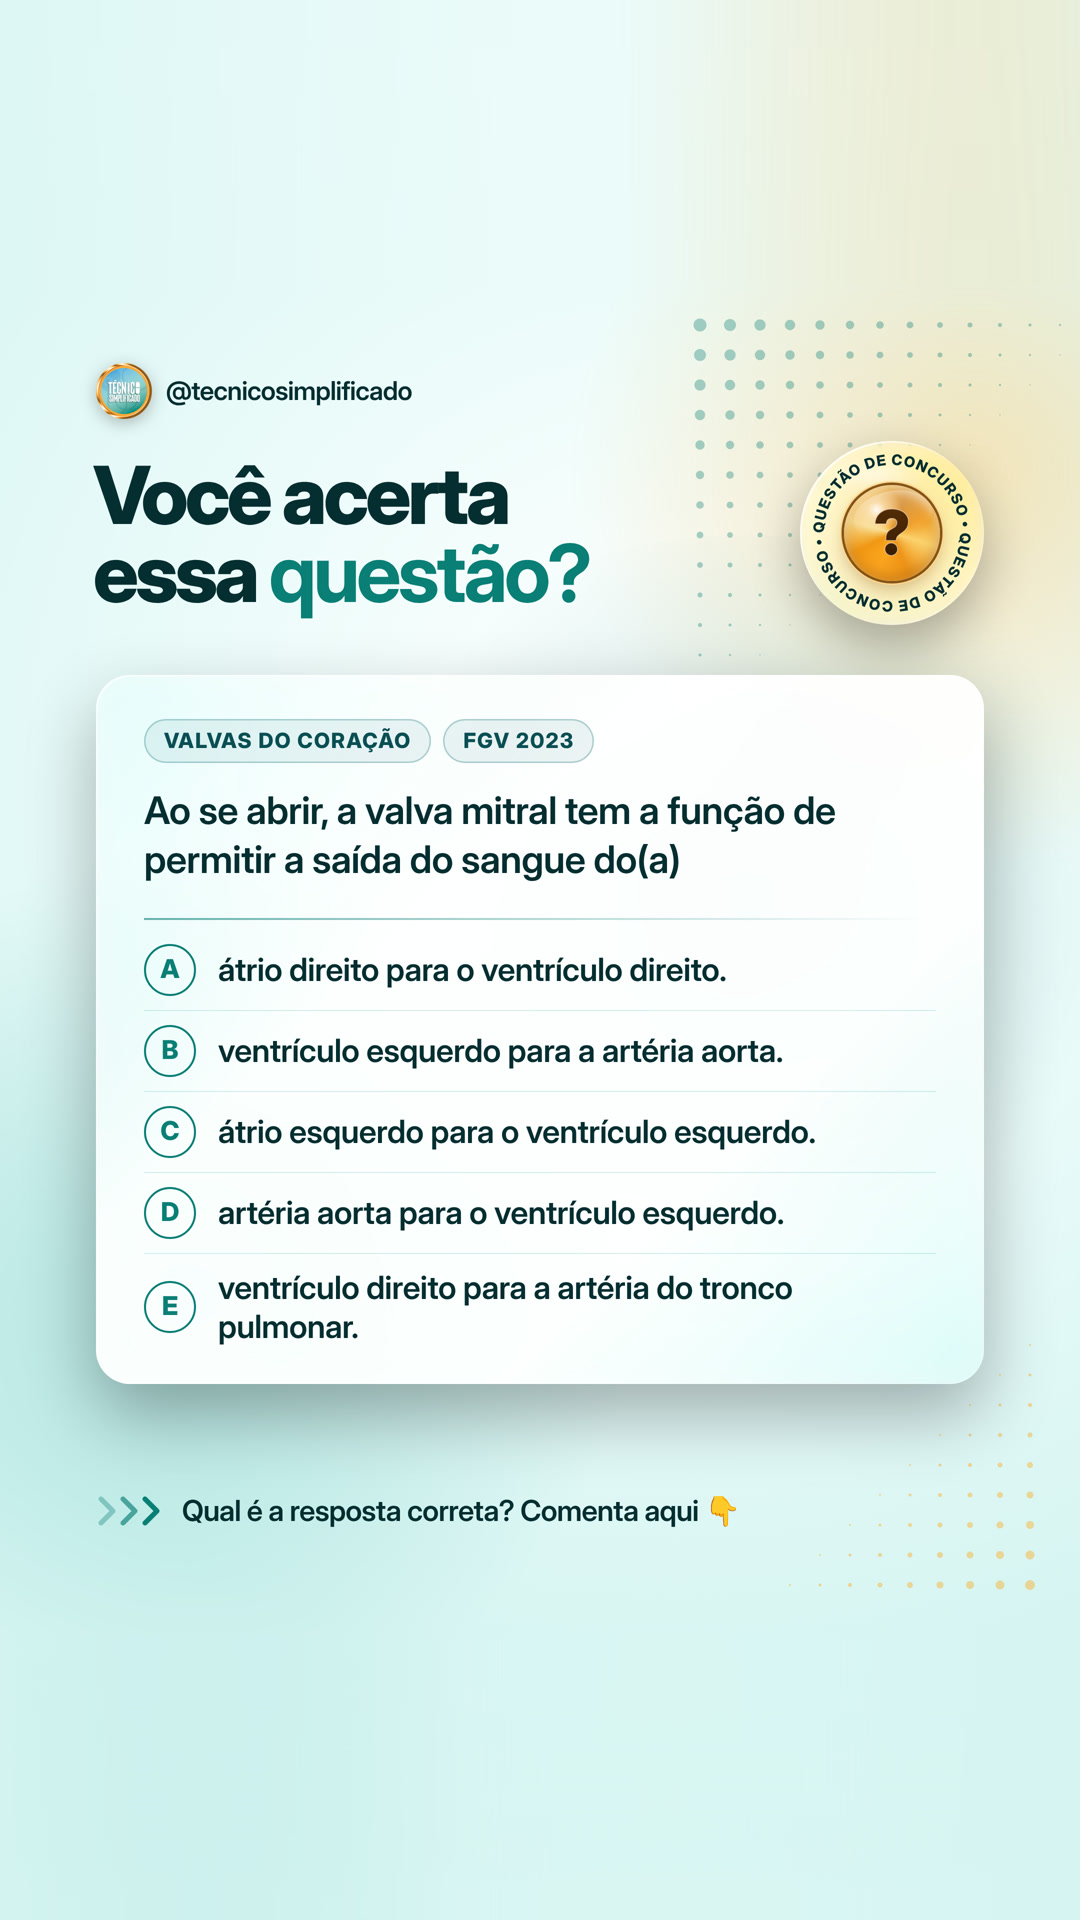 TÉCNICO
SIMPLIFICADO
@tecnicosimplificado
Você acerta
essa questão?
QUESTÃO DE CONCURSO • QUESTÃO DE CONCURSO •
?
VALVAS DO CORAÇÃO
FGV 2023
Ao se abrir, a valva mitral tem a função de
permitir a saída do sangue do(a)
A átrio direito para o ventrículo direito.
B ventrículo esquerdo para a artéria aorta.
C átrio esquerdo para o ventrículo esquerdo.
D artéria aorta para o ventrículo esquerdo.
E ventrículo direito para a artéria do tronco
pulmonar.
Qual é a resposta correta? Comenta aqui 👇